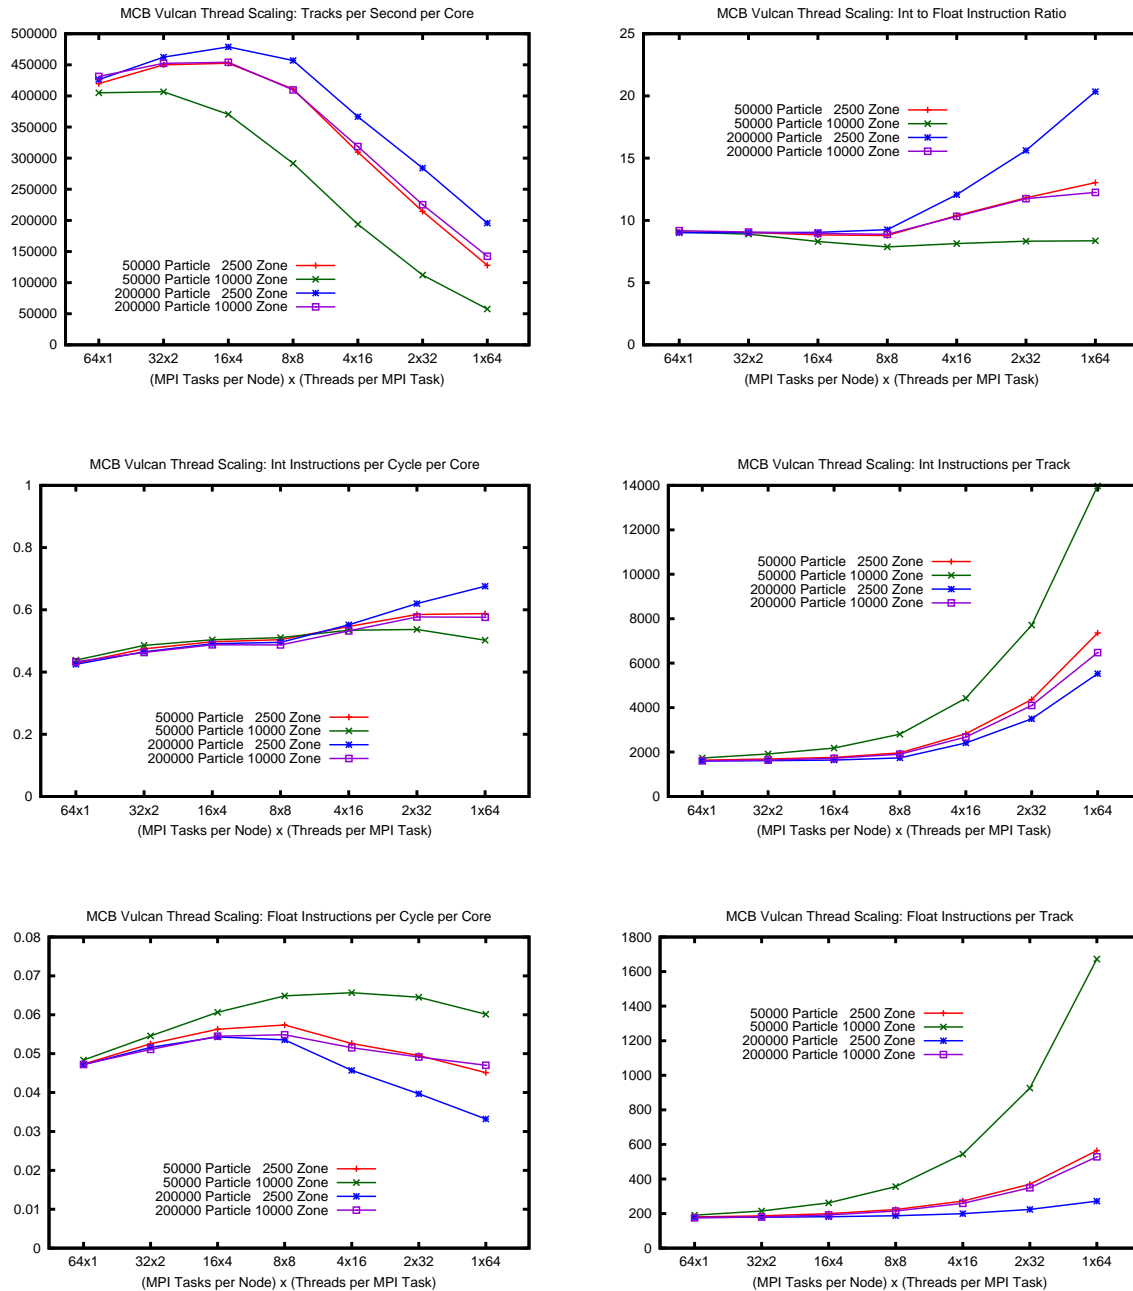 MCB Vulcan Thread Scaling: Tracks per Second per Core
500000
450000
400000
350000
300000
250000
200000
150000
100000
50000
0
50000 Particle 2500 Zone
50000 Particle 10000 Zone
200000 Particle 2500 Zone
200000 Particle 10000 Zone
64x1 32x2 16x4 8x8 4x16 2x32 1x64
(MPI Tasks per Node) x (Threads per MPI Task)
MCB Vulcan Thread Scaling: Int to Float Instruction Ratio
25
20
15
10
5
0
50000 Particle 2500 Zone
50000 Particle 10000 Zone
200000 Particle 2500 Zone
200000 Particle 10000 Zone
64x1 32x2 16x4 8x8 4x16 2x32 1x64
(MPI Tasks per Node) x (Threads per MPI Task)
MCB Vulcan Thread Scaling: Int Instructions per Cycle per Core
1
0.8
0.6
0.4
0.2
0
50000 Particle 2500 Zone
50000 Particle 10000 Zone
200000 Particle 2500 Zone
200000 Particle 10000 Zone
64x1 32x2 16x4 8x8 4x16 2x32 1x64
(MPI Tasks per Node) x (Threads per MPI Task)
MCB Vulcan Thread Scaling: Int Instructions per Track
14000
12000
10000
8000
6000
4000
2000
0
50000 Particle 2500 Zone
50000 Particle 10000 Zone
200000 Particle 2500 Zone
200000 Particle 10000 Zone
64x1 32x2 16x4 8x8 4x16 2x32 1x64
(MPI Tasks per Node) x (Threads per MPI Task)
MCB Vulcan Thread Scaling: Float Instructions per Cycle per Core
0.08
0.07
0.06
0.05
0.04
0.03
0.02
0.01
0
50000 Particle 2500 Zone
50000 Particle 10000 Zone
200000 Particle 2500 Zone
200000 Particle 10000 Zone
64x1 32x2 16x4 8x8 4x16 2x32 1x64
(MPI Tasks per Node) x (Threads per MPI Task)
MCB Vulcan Thread Scaling: Float Instructions per Track
1800
1600
1400
1200
1000
800
600
400
200
0
50000 Particle 2500 Zone
50000 Particle 10000 Zone
200000 Particle 2500 Zone
200000 Particle 10000 Zone
64x1 32x2 16x4 8x8 4x16 2x32 1x64
(MPI Tasks per Node) x (Threads per MPI Task)